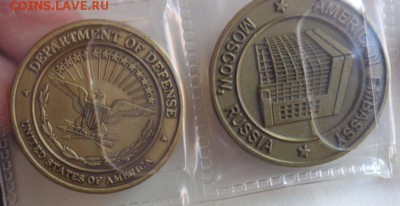 COINS.LAVE.RU
DEPARTMENT OF DEFENSE
UNITED STATES OF AMERICA
AMERICAN EMBASSY
MOSCOW,
RUSSIA